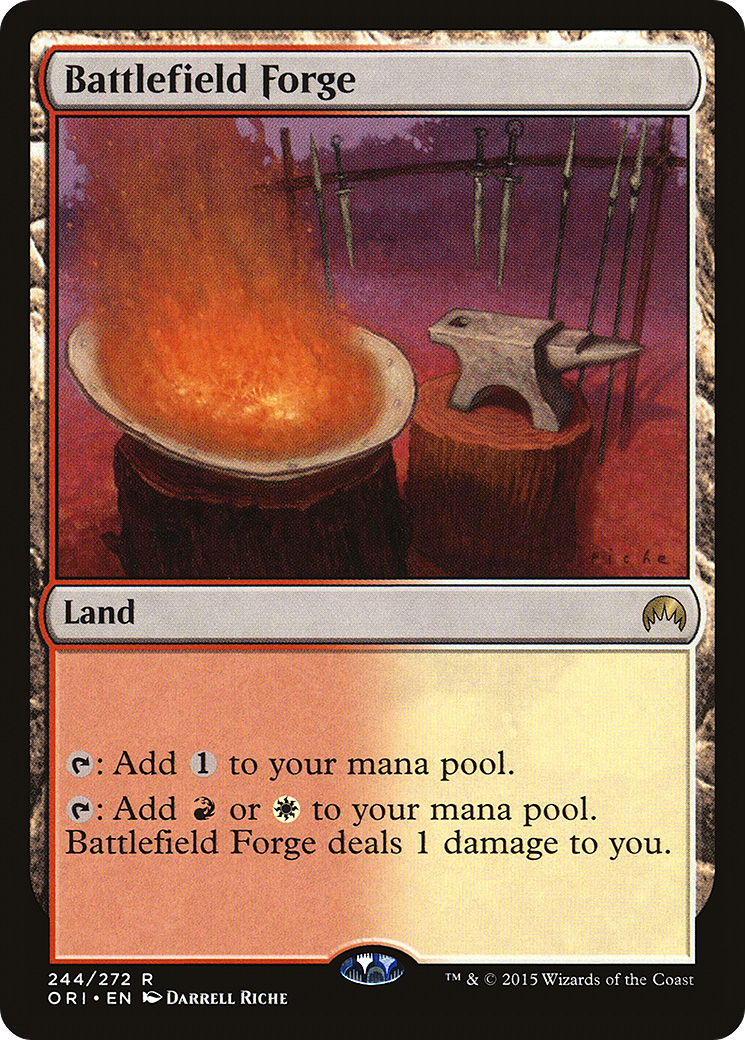 Battlefield Forge
riche
Land
: Add 1 to your mana pool.
: Add or to your mana pool.
Battlefield Forge deals 1 damage to you.
244/272 R
ORI • EN DARRELL RICHE
™ & © 2015 Wizards of the Coast